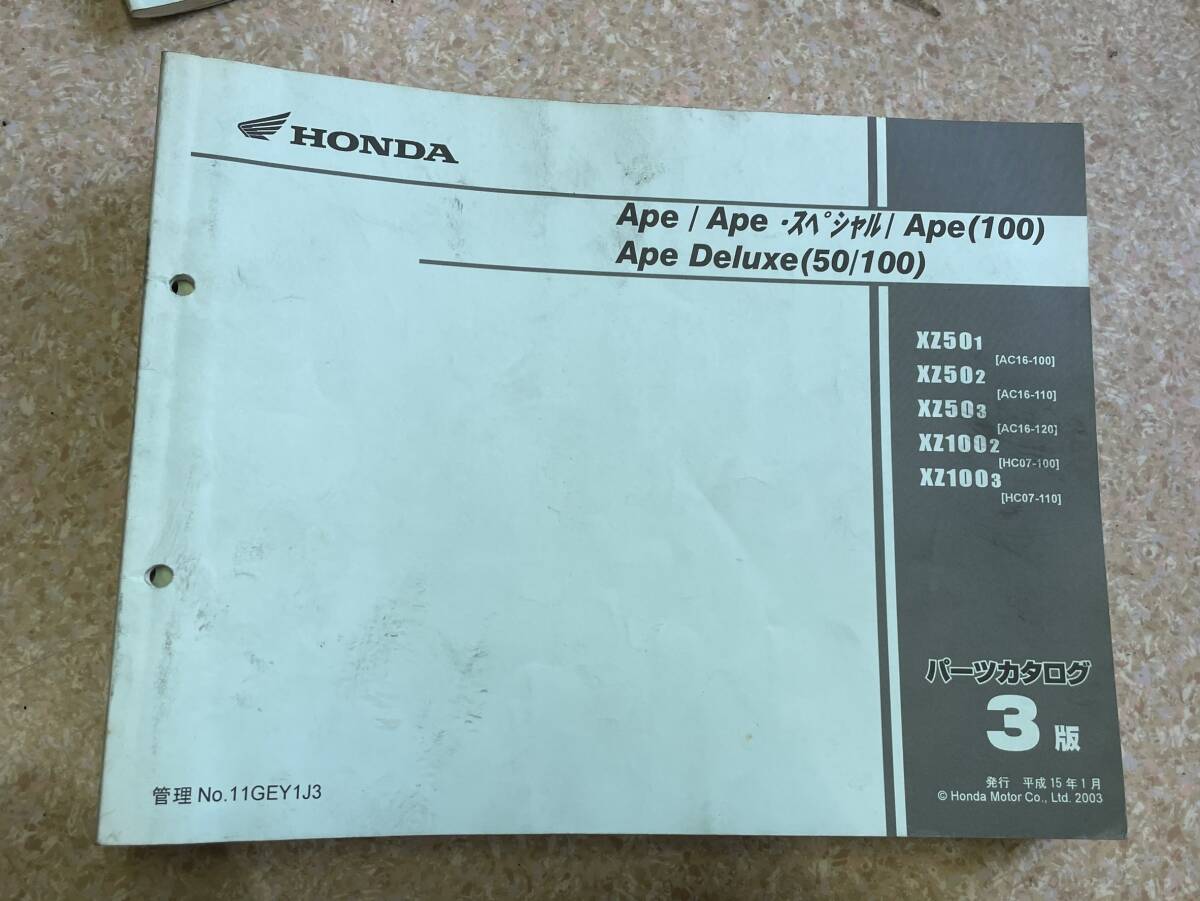 HONDA
Ape / Ape ・スペシャル/ Ape(100)
Ape Deluxe(50/100)
XZ501
[AC16-100]
XZ502
[AC16-110]
XZ503
[AC16-120]
XZ1002
[HC07-100]
XZ1003
[HC07-110]
パーツカタログ
3 版
管理 No.11GEY1J3
発行 平成 15 年 1 月
© Honda Motor Co., Ltd. 2003